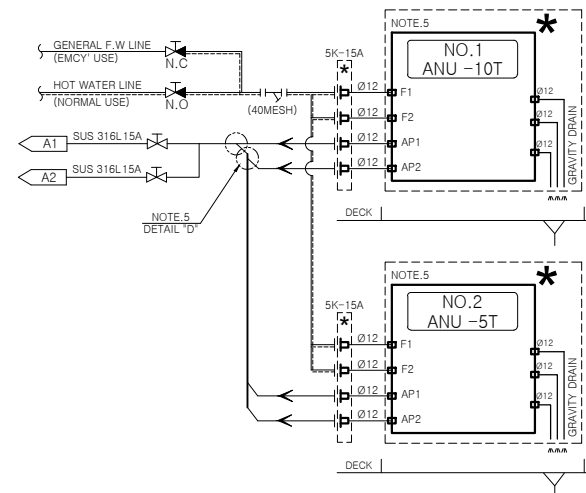 NOTE.5
GENERAL F.W LINE
(EMCY' USE)
N.C
5K-15A
*
NO.1
ANU -10T
*
HOT WATER LINE
(NORMAL USE)
N.O
(40MESH)
Ø12
F1
Ø12
F2
Ø12
AP1
Ø12
AP2
Ø12
Ø12
Ø12
GRAVITY DRAIN
A1
SUS 316L15A
A2
SUS 316L15A
NOTE.5
DETAIL "D"
DECK
NOTE.5
5K-15A
*
NO.2
ANU -5T
*
Ø12
F1
Ø12
F2
Ø12
AP1
Ø12
AP2
Ø12
Ø12
Ø12
GRAVITY DRAIN
DECK